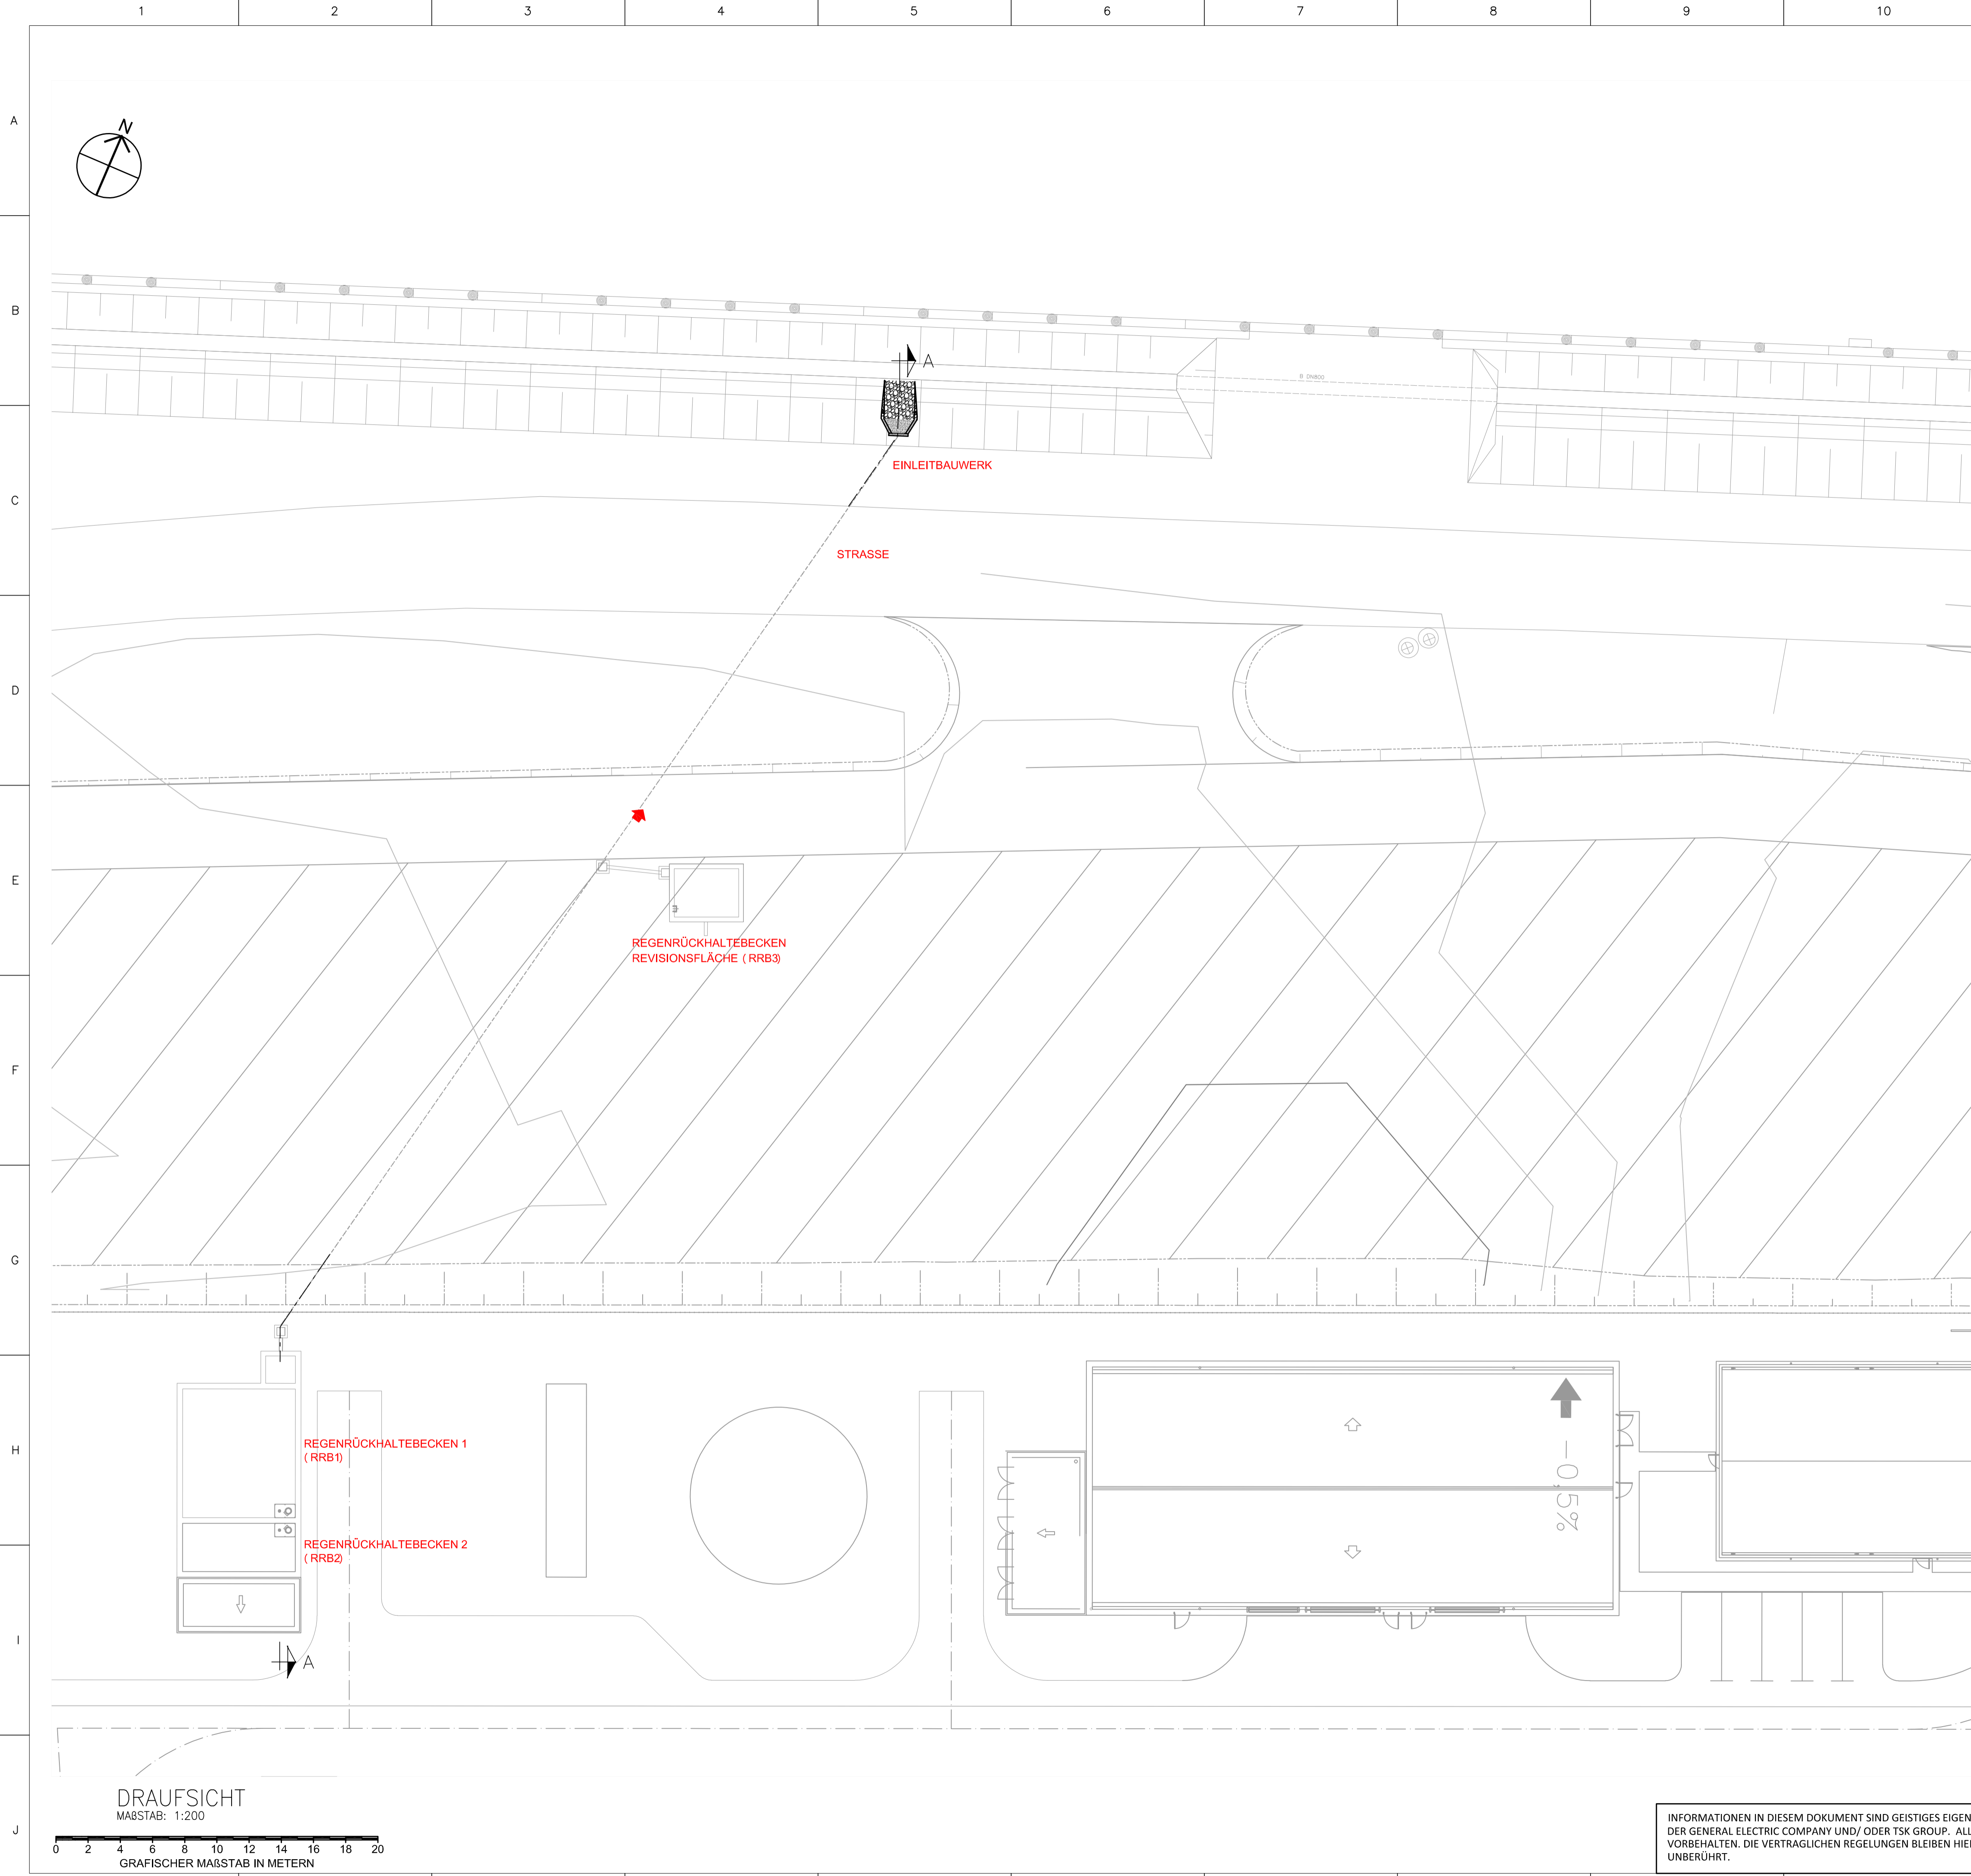 1 2 3 4 5 6 7 8 9 10
A
N
B
A
B DN800
C
EINLEITBAUWERK
STRASSE
D
E
REGENRÜCKHALTEBECKEN
REVISIONSFLÄCHE ( RRB3)
F
G
H
REGENRÜCKHALTEBECKEN 1
( RRB1)
0,5%
REGENRÜCKHALTEBECKEN 2
( RRB2)
I
A
DRAUFSICHT
MAßSTAB: 1:200
J
0 2 4 6 8 10 12 14 16 18 20
GRAFISCHER MAßSTAB IN METERN
INFORMATIONEN IN DIESEM DOKUMENT SIND GEISTIGES EIGEN
DER GENERAL ELECTRIC COMPANY UND/ ODER TSK GROUP. ALL
VORBEHALTEN. DIE VERTRAGLICHEN REGELUNGEN BLEIBEN HIE
UNBERÜHRT.